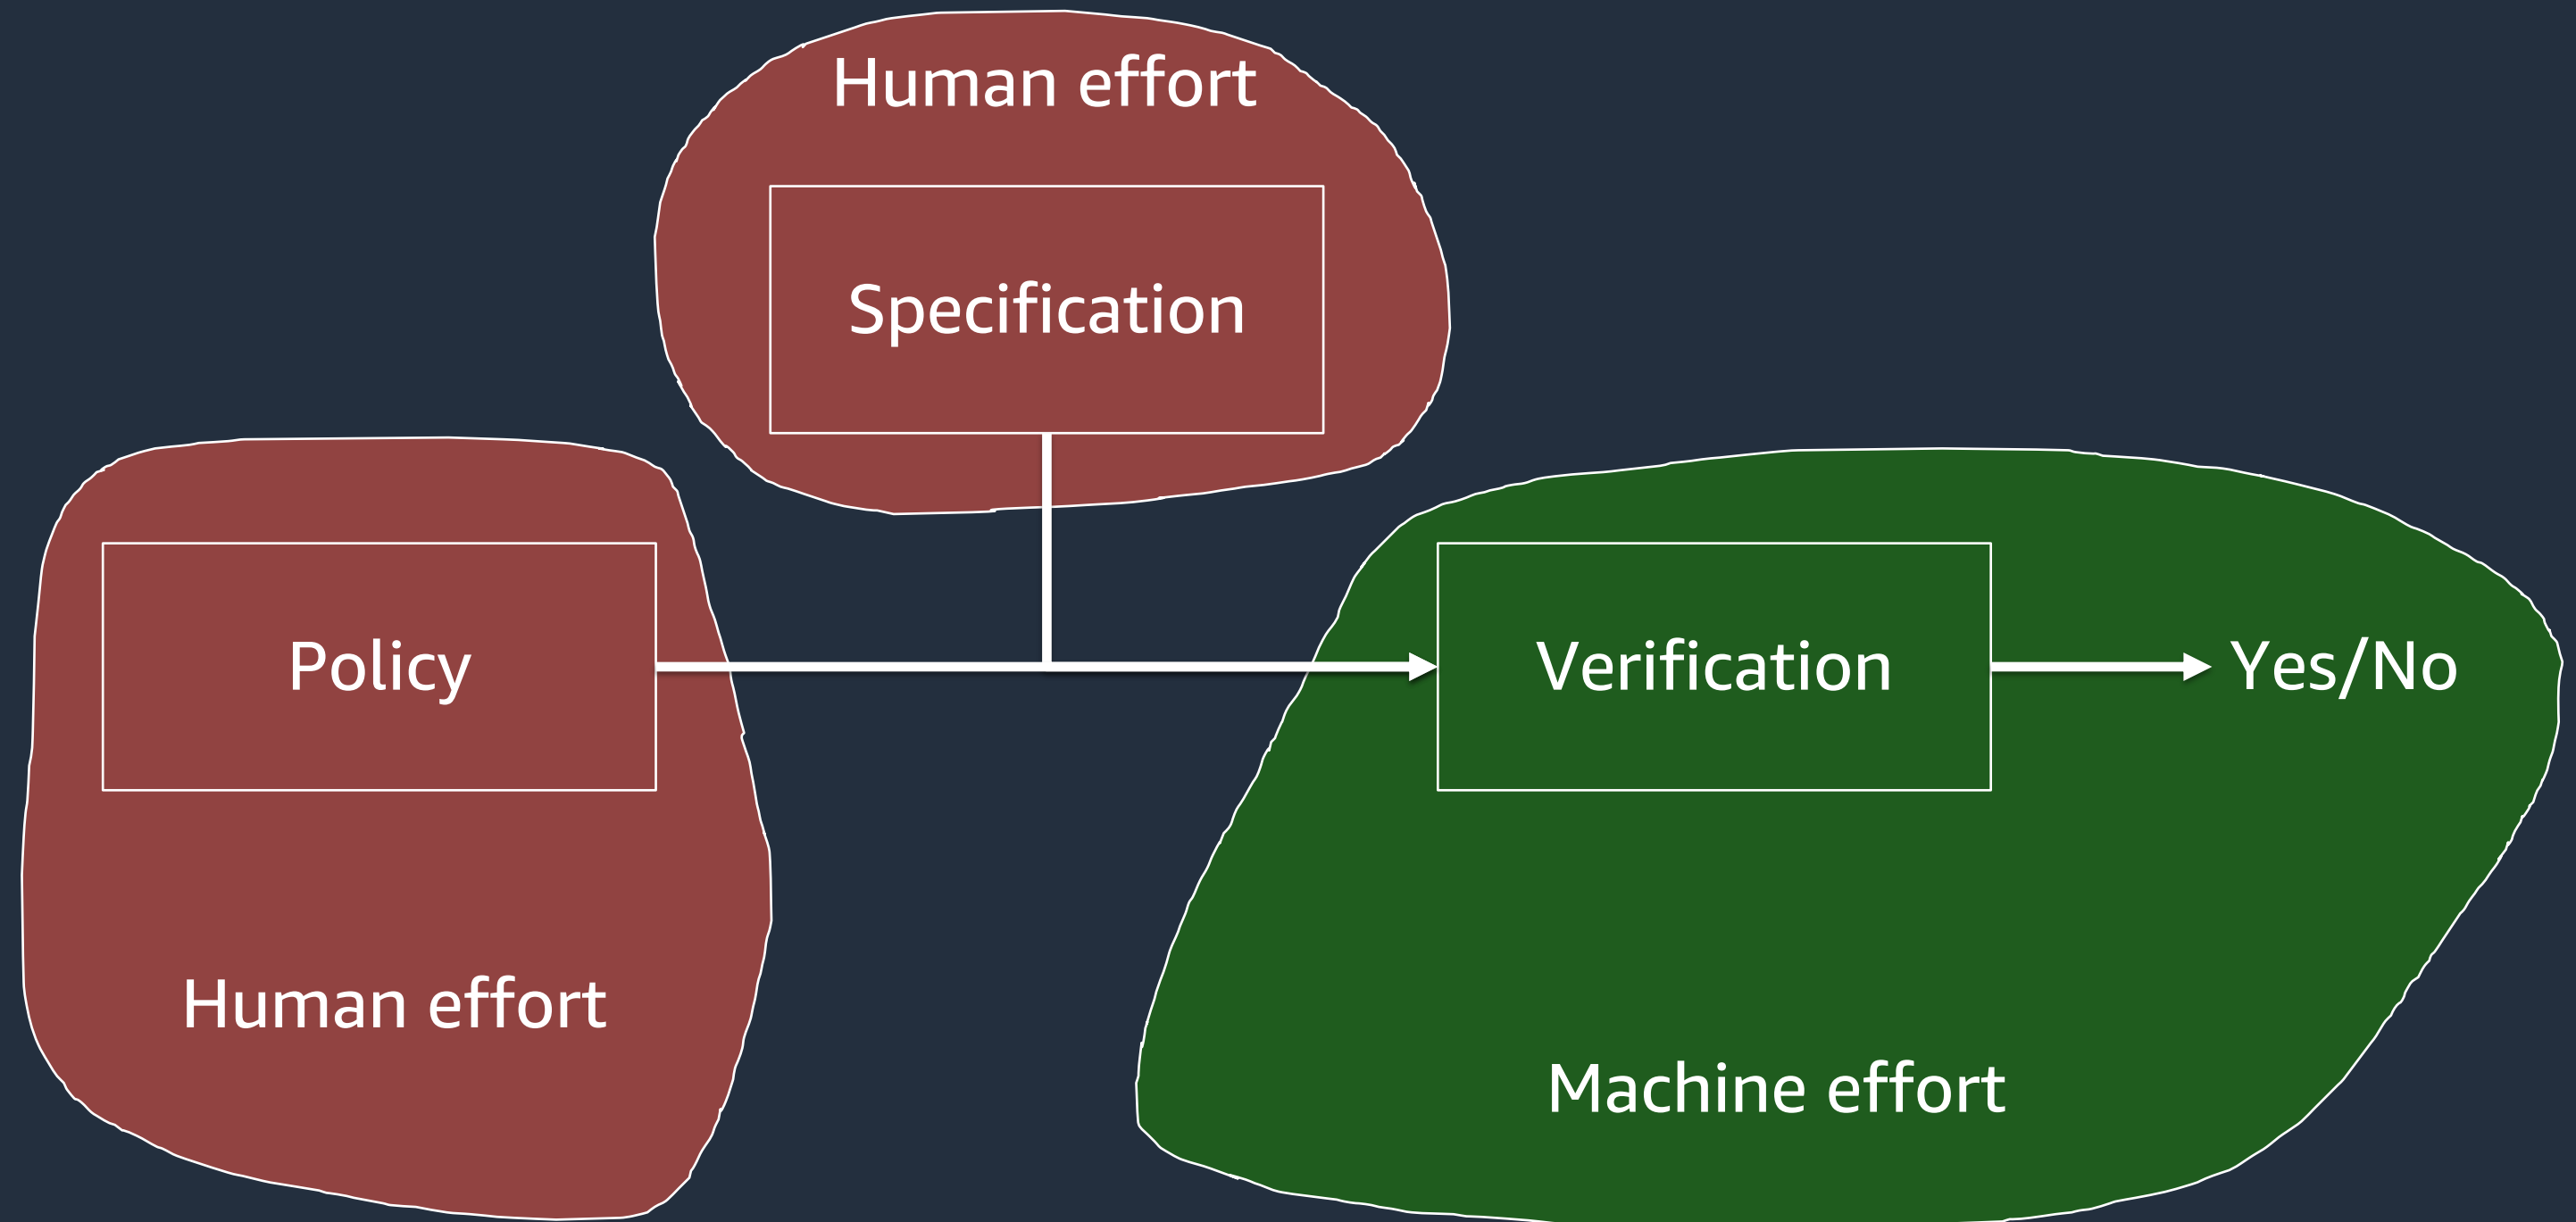 Human effort
Specification
Policy
Verification
Yes/No
Human effort
Machine effort